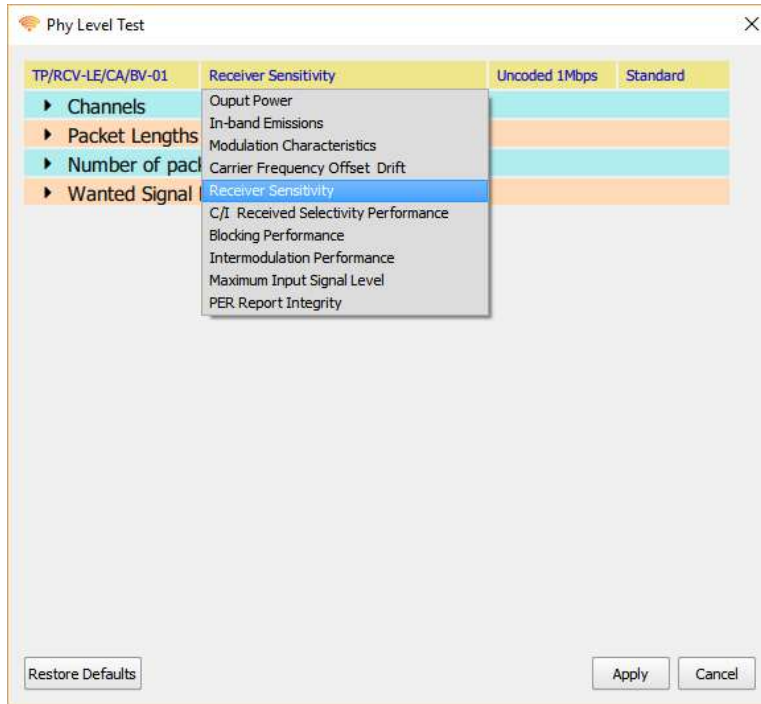 Phy Level Test
TP/RCV-LE/CA/BV-01 Receiver Sensitivity Uncoded 1Mbps Standard
Channels
Packet Lengths
Number of pack
Wanted Signal
Ouput Power
In-band Emissions
Modulation Characteristics
Carrier Frequency Offset Drift
Receiver Sensitivity
C/I Received Selectivity Performance
Blocking Performance
Intermodulation Performance
Maximum Input Signal Level
PER Report Integrity
Restore Defaults Apply Cancel